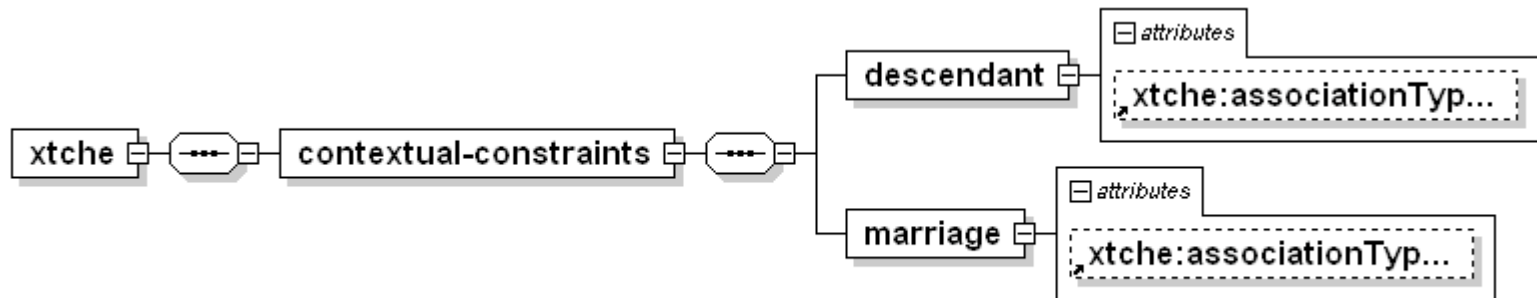 attributes
descendant
xtche:associationTyp...
xtche
contextual-constraints
attributes
marriage
xtche:associationTyp...